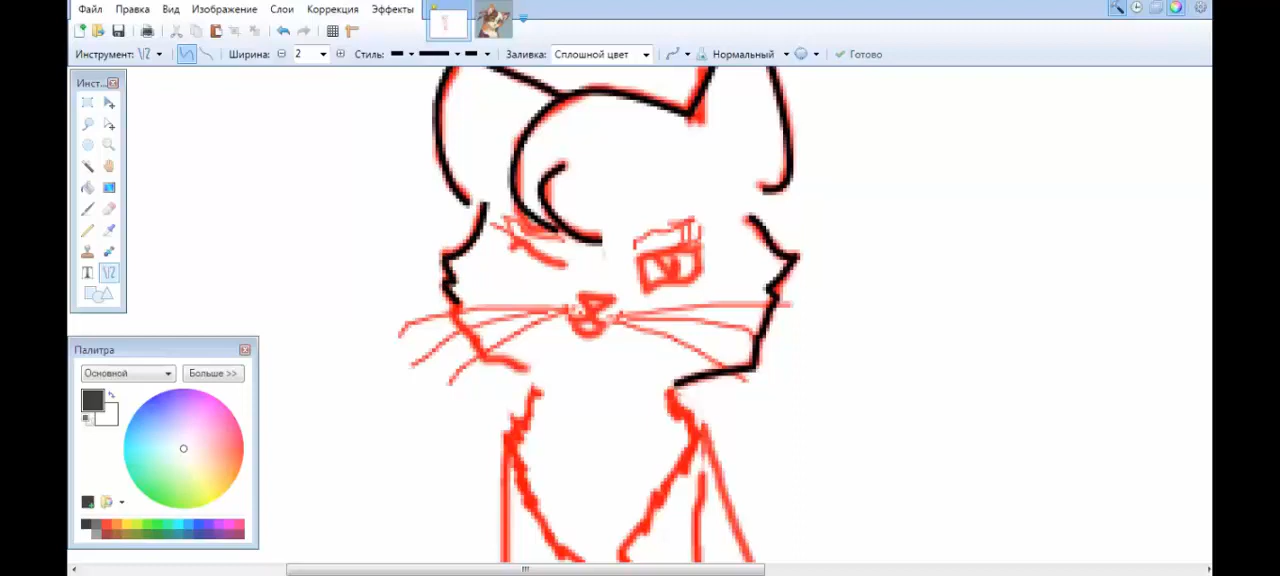 Файл Правка Вид Изображение Слои Коррекция Эффекты
Инструмент: Ширина: 2 Стиль: Заливка: Сплошной цвет Нормальный Готово
Инст...
T
Палитра
Основной Больше >>